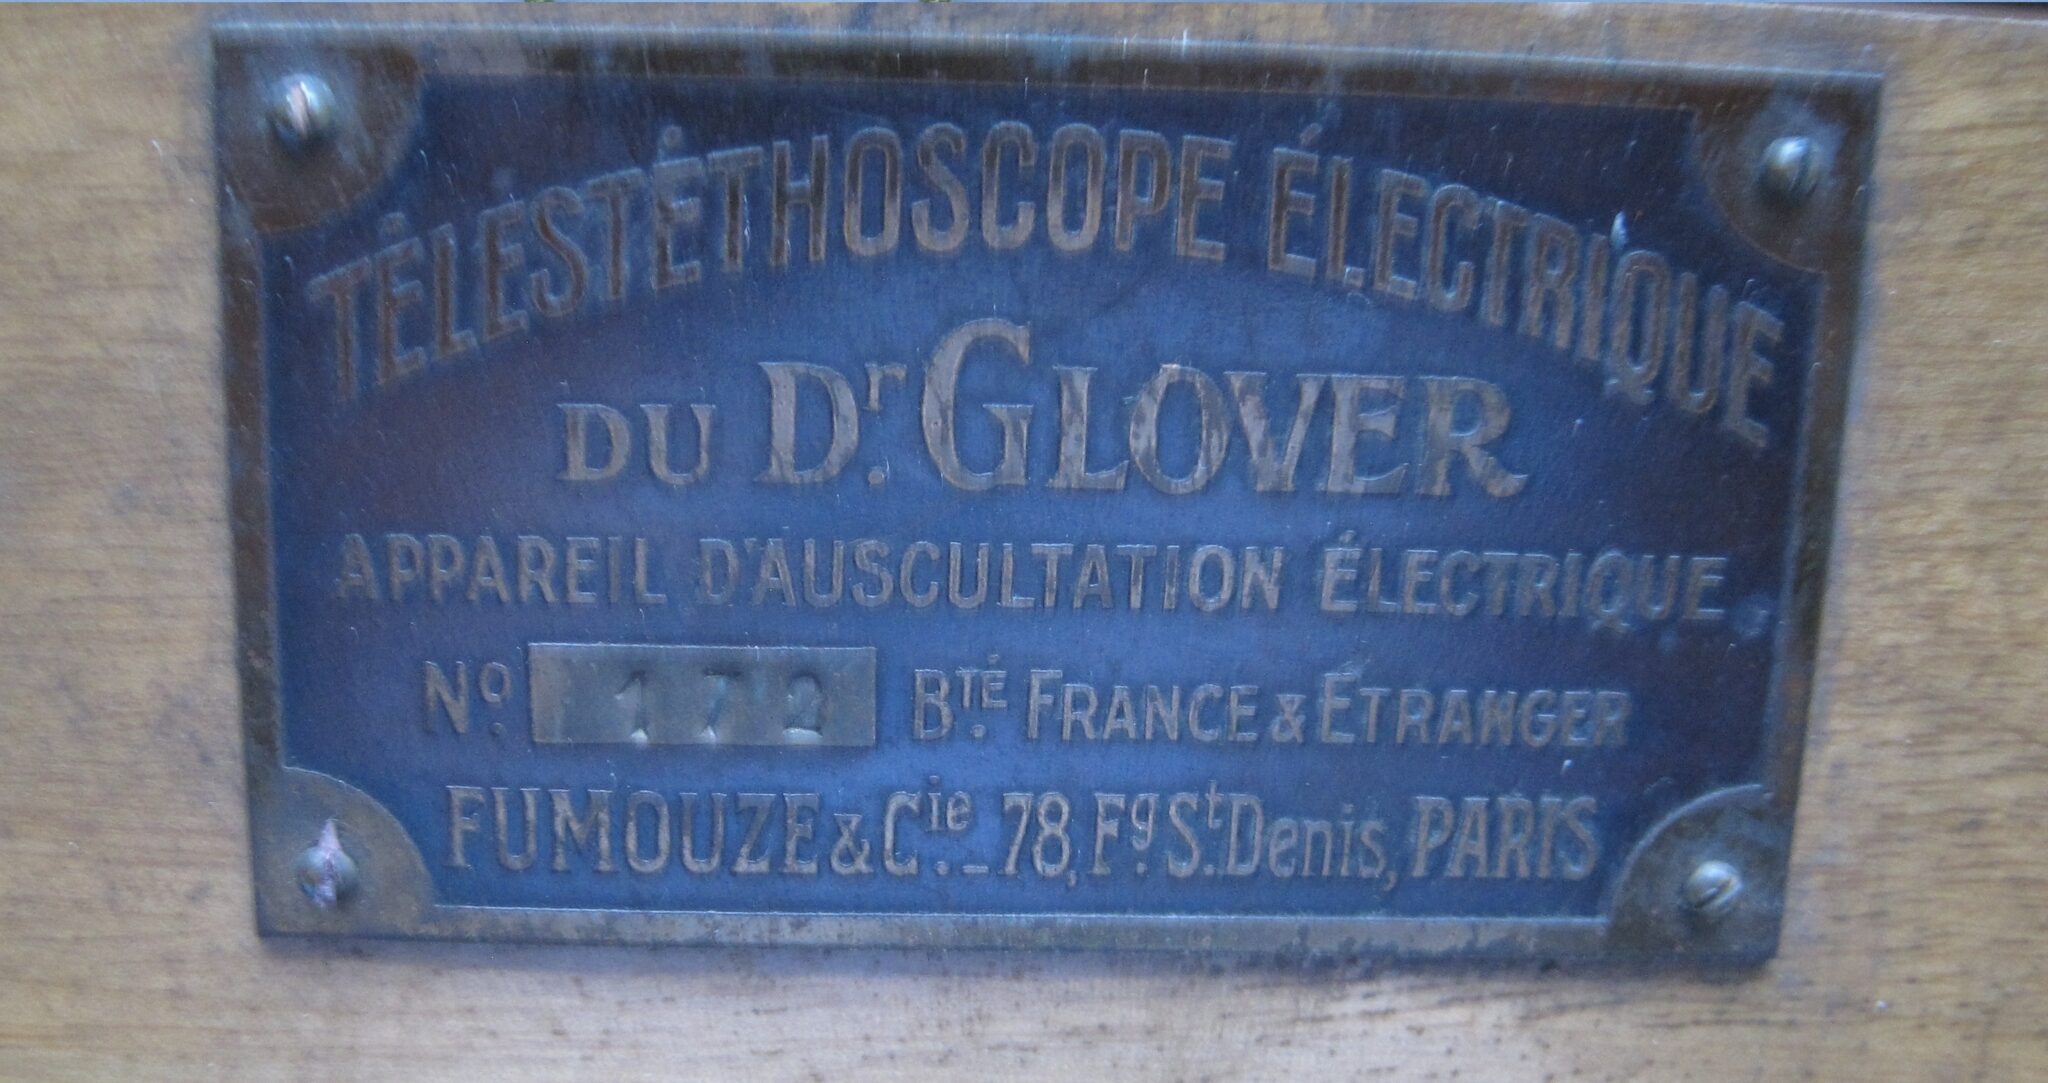 TÉLESTÉTHOSCOPE ÉLECTRIQUE
DU Dr. GLOVER
APPAREIL D'AUSCULTATION ÉLECTRIQUE
No. 172 BTÉ. FRANCE & ÉTRANGER
FUMOUZE & Cie. _ 78, Fg. St. Denis, PARIS